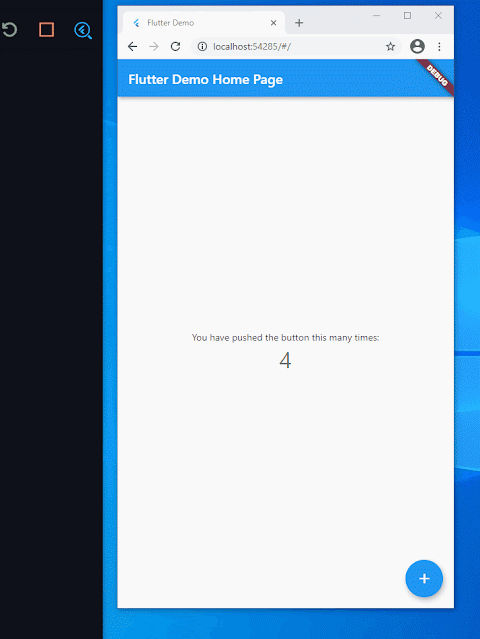 Flutter Demo
localhost:54285/#/
Flutter Demo Home Page
DEBUG
You have pushed the button this many times:
4